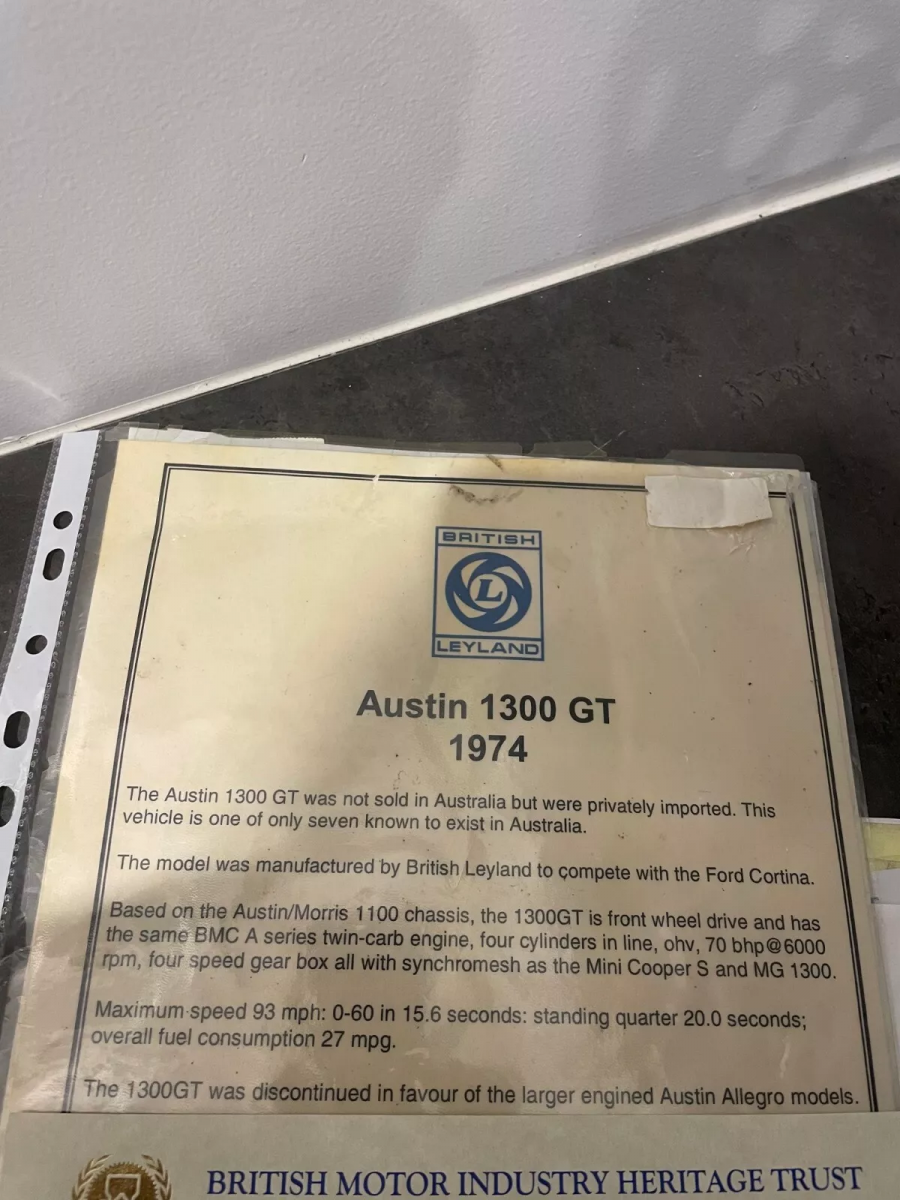 BRITISH
L
LEYLAND
Austin 1300 GT
1974
The Austin 1300 GT was not sold in Australia but were privately imported. This
vehicle is one of only seven known to exist in Australia.
The model was manufactured by British Leyland to compete with the Ford Cortina.
Based on the Austin/Morris 1100 chassis, the 1300GT is front wheel drive and has
the same BMC A series twin-carb engine, four cylinders in line, ohv, 70 bhp@6000
rpm, four speed gear box all with synchromesh as the Mini Cooper S and MG 1300.
Maximum speed 93 mph: 0-60 in 15.6 seconds: standing quarter 20.0 seconds;
overall fuel consumption 27 mpg.
The 1300GT was discontinued in favour of the larger engined Austin Allegro models.
BRITISH MOTOR INDUSTRY HERITAGE TRUST